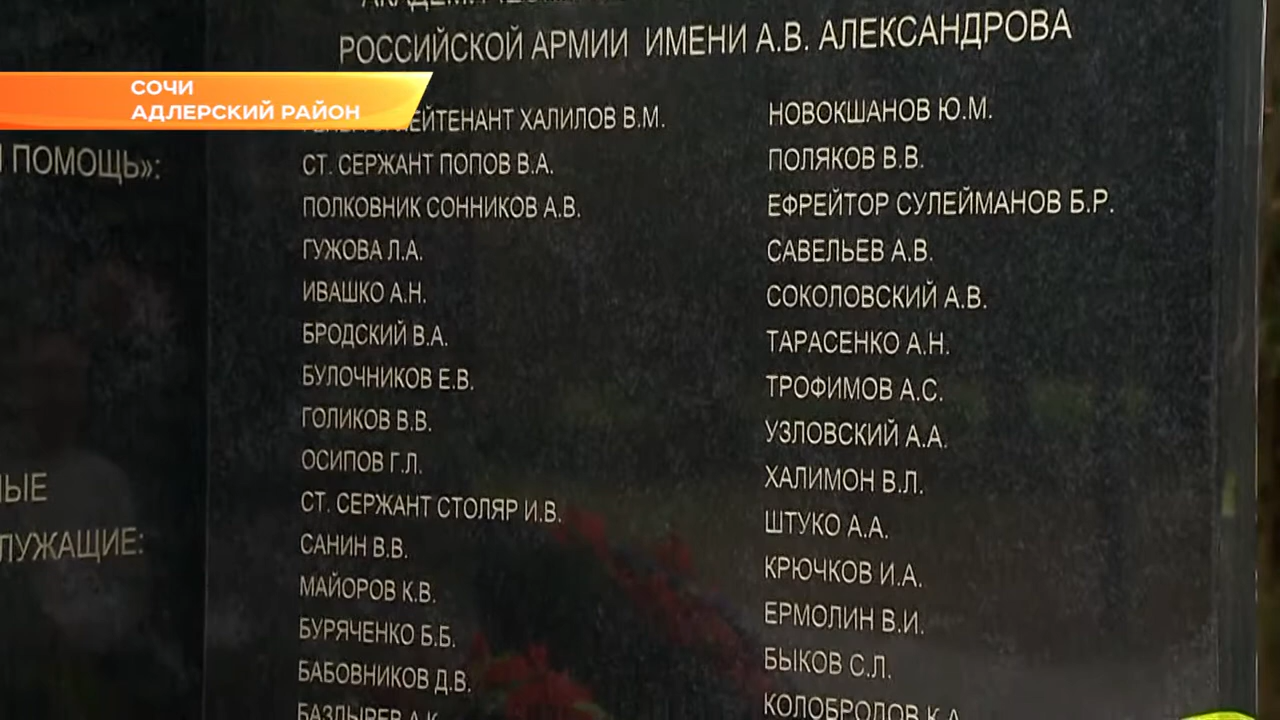 РОССИЙСКОЙ АРМИИ ИМЕНИ А.В. АЛЕКСАНДРОВА
СОЧИ
АДЛЕРСКИЙ РАЙОН
ПОМОЩЬ»:
ХАЛИЛОВ В.М.
СТ. СЕРЖАНТ ПОПОВ В.А.
ПОЛКОВНИК СОННИКОВ А.В.
ГУЖОВА Л.А.
ИВАШКО А.Н.
БРОДСКИЙ В.А.
БУЛОЧНИКОВ Е.В.
ГОЛИКОВ В.В.
ОСИПОВ Г.Л.
СТ. СЕРЖАНТ СТОЛЯР И.В.
САНИН В.В.
МАЙОРОВ К.В.
БУРЯЧЕНКО Б.Б.
БАБОВНИКОВ Д.В.
НОВОКШАНОВ Ю.М.
ПОЛЯКОВ В.В.
ЕФРЕЙТОР СУЛЕЙМАНОВ Б.Р.
САВЕЛЬЕВ А.В.
СОКОЛОВСКИЙ А.В.
ТАРАСЕНКО А.Н.
ТРОФИМОВ А.С.
УЗЛОВСКИЙ А.А.
ХАЛИМОН В.Л.
ШТУКО А.А.
КРЮЧКОВ И.А.
ЕРМОЛИН В.И.
БЫКОВ С.Л.
КОЛОБРОДОВ К.А.